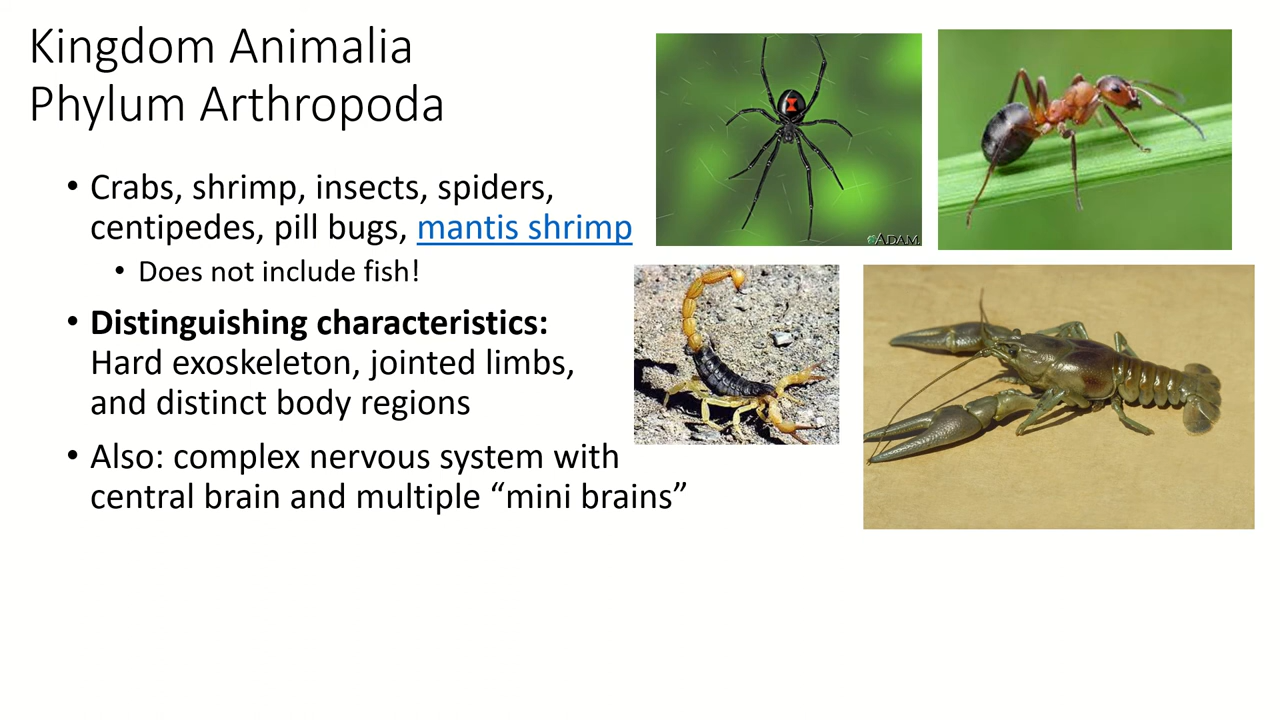 Kingdom Animalia
Phylum Arthropoda
• Crabs, shrimp, insects, spiders,
centipedes, pill bugs, mantis shrimp
• Does not include fish!
• Distinguishing characteristics:
Hard exoskeleton, jointed limbs,
and distinct body regions
• Also: complex nervous system with
central brain and multiple “mini brains”
ADAM